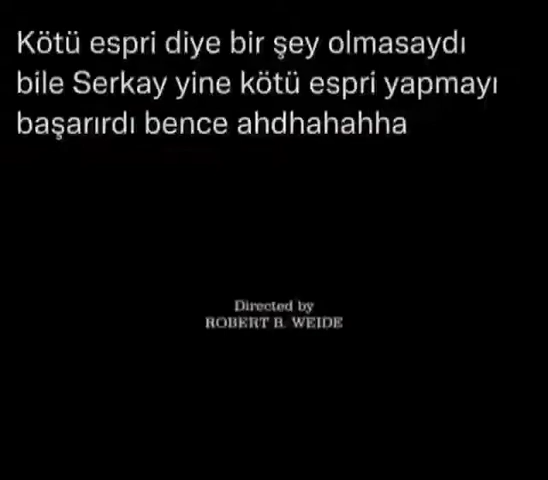 Kötü espri diye bir şey olmasaydı
bile Serkay yine kötü espri yapmayı
başarırdı bence ahdhahahha
Directed by
ROBERT B. WEIDE